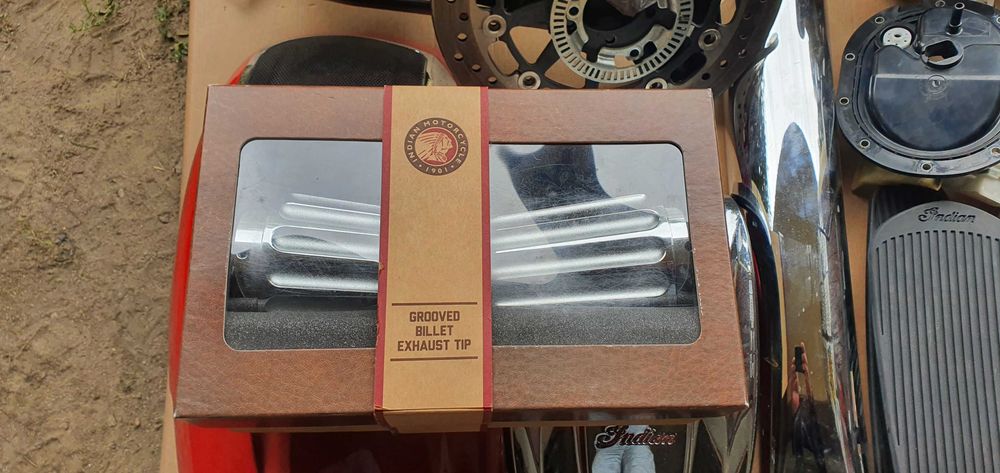 INDIAN MOTORCYCLE
1901
GROOVED
BILLET
EXHAUST TIP
Indian
Indian